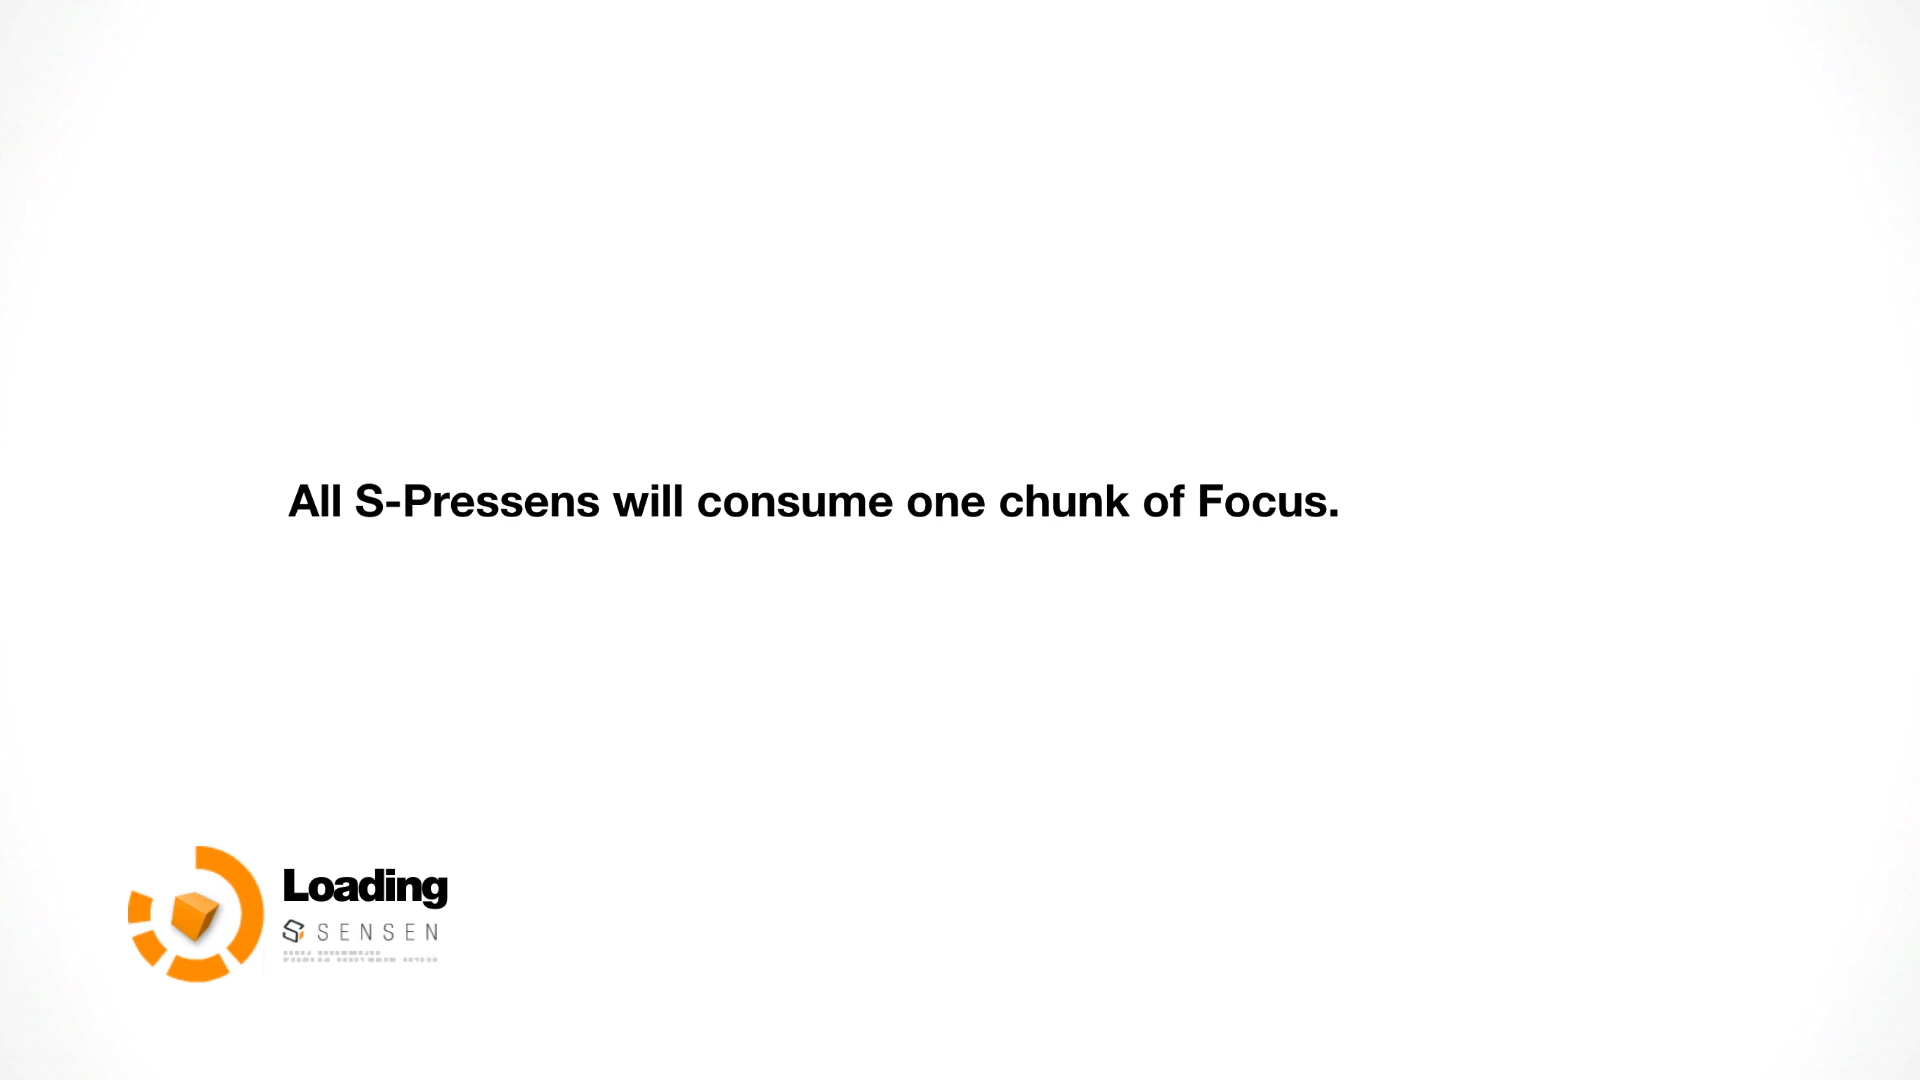 All S-Pressens will consume one chunk of Focus.
Loading
SENSEN